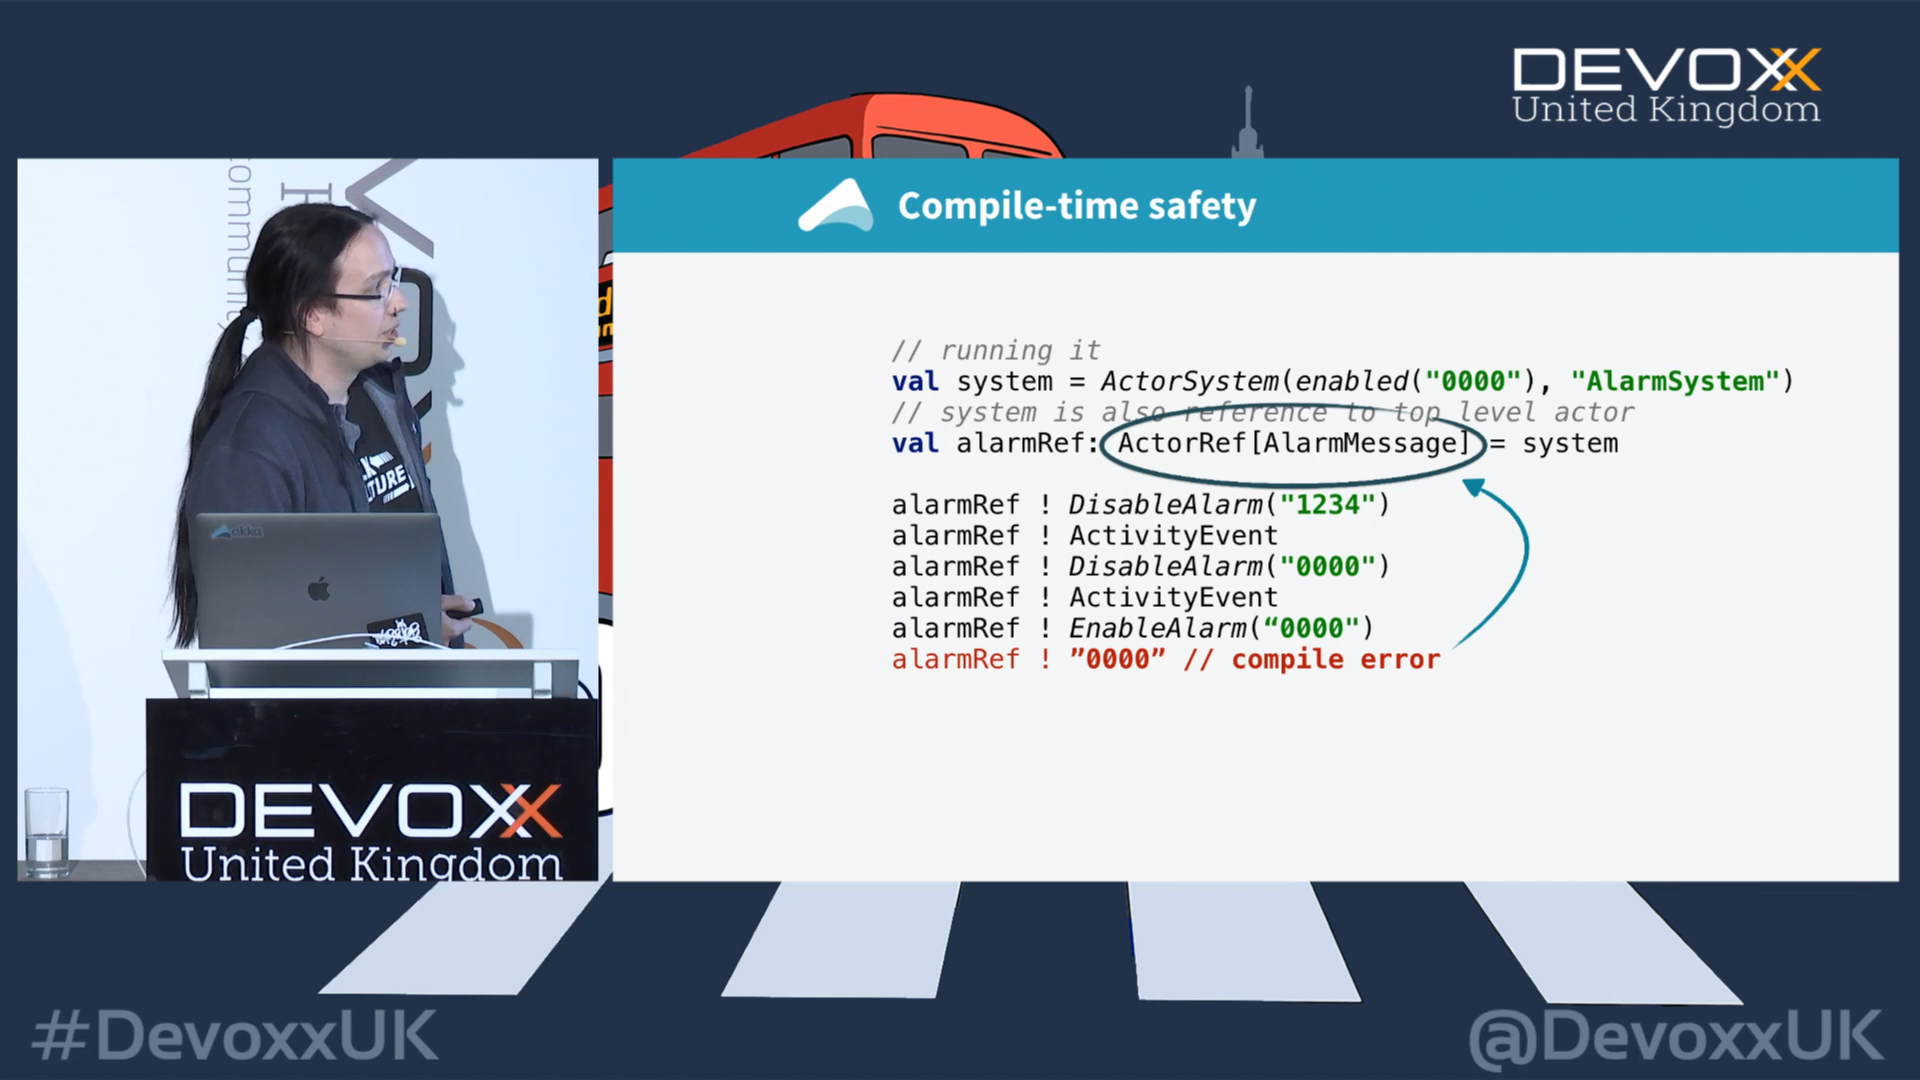 DEVOXX
United Kingdom
Compile-time safety
// running it
val system = ActorSystem(enabled("0000"), "AlarmSystem")
// system is also reference to top level actor
val alarmRef: ActorRef[AlarmMessage] = system
alarmRef ! DisableAlarm("1234")
alarmRef ! ActivityEvent
alarmRef ! DisableAlarm("0000")
alarmRef ! ActivityEvent
alarmRef ! EnableAlarm(“0000")
alarmRef ! ”0000” // compile error
akka
DEVOXX
United Kingdom
#DevoxxUK
@DevoxxUK